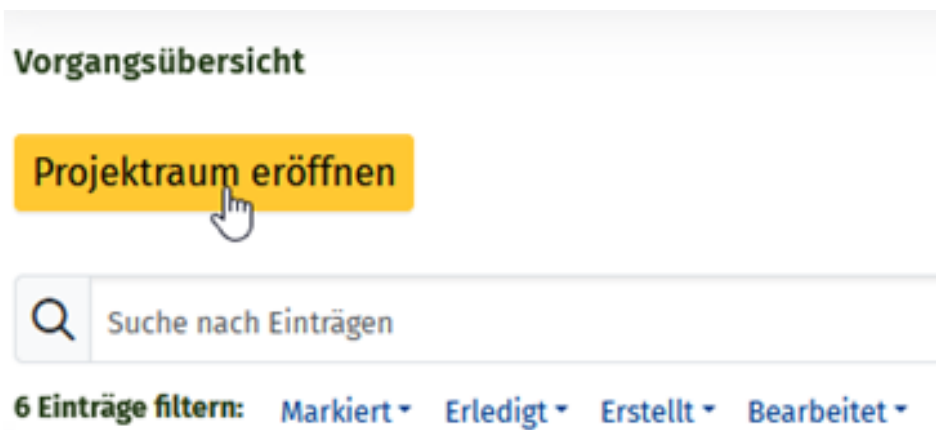 Vorgangsübersicht
Projektraum eröffnen
Suche nach Einträgen
6 Einträge filtern: Markiert Erledigt Erstellt Bearbeitet